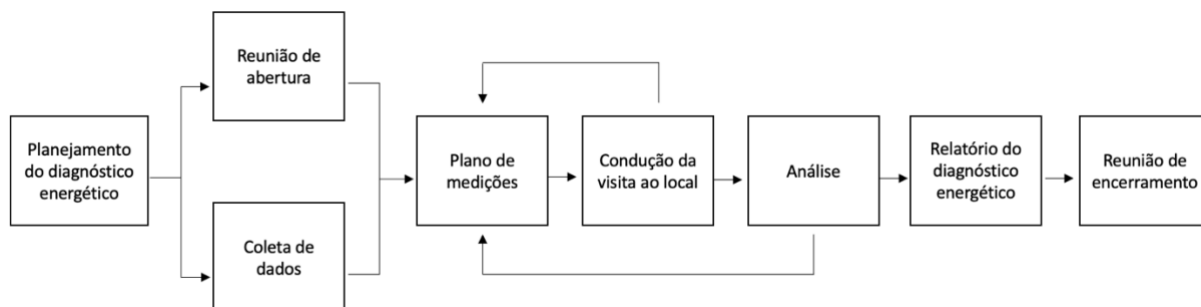 Planejamento
do diagnóstico
energético
Reunião de
abertura
Coleta de
dados
Plano de
medições
Condução da
visita ao local
Análise
Relatório do
diagnóstico
energético
Reunião de
encerramento